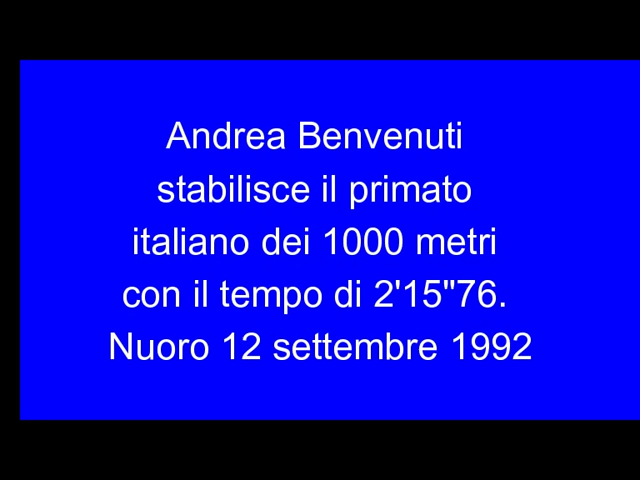 Andrea Benvenuti
stabilisce il primato
italiano dei 1000 metri
con il tempo di 2'15"76.
Nuoro 12 settembre 1992